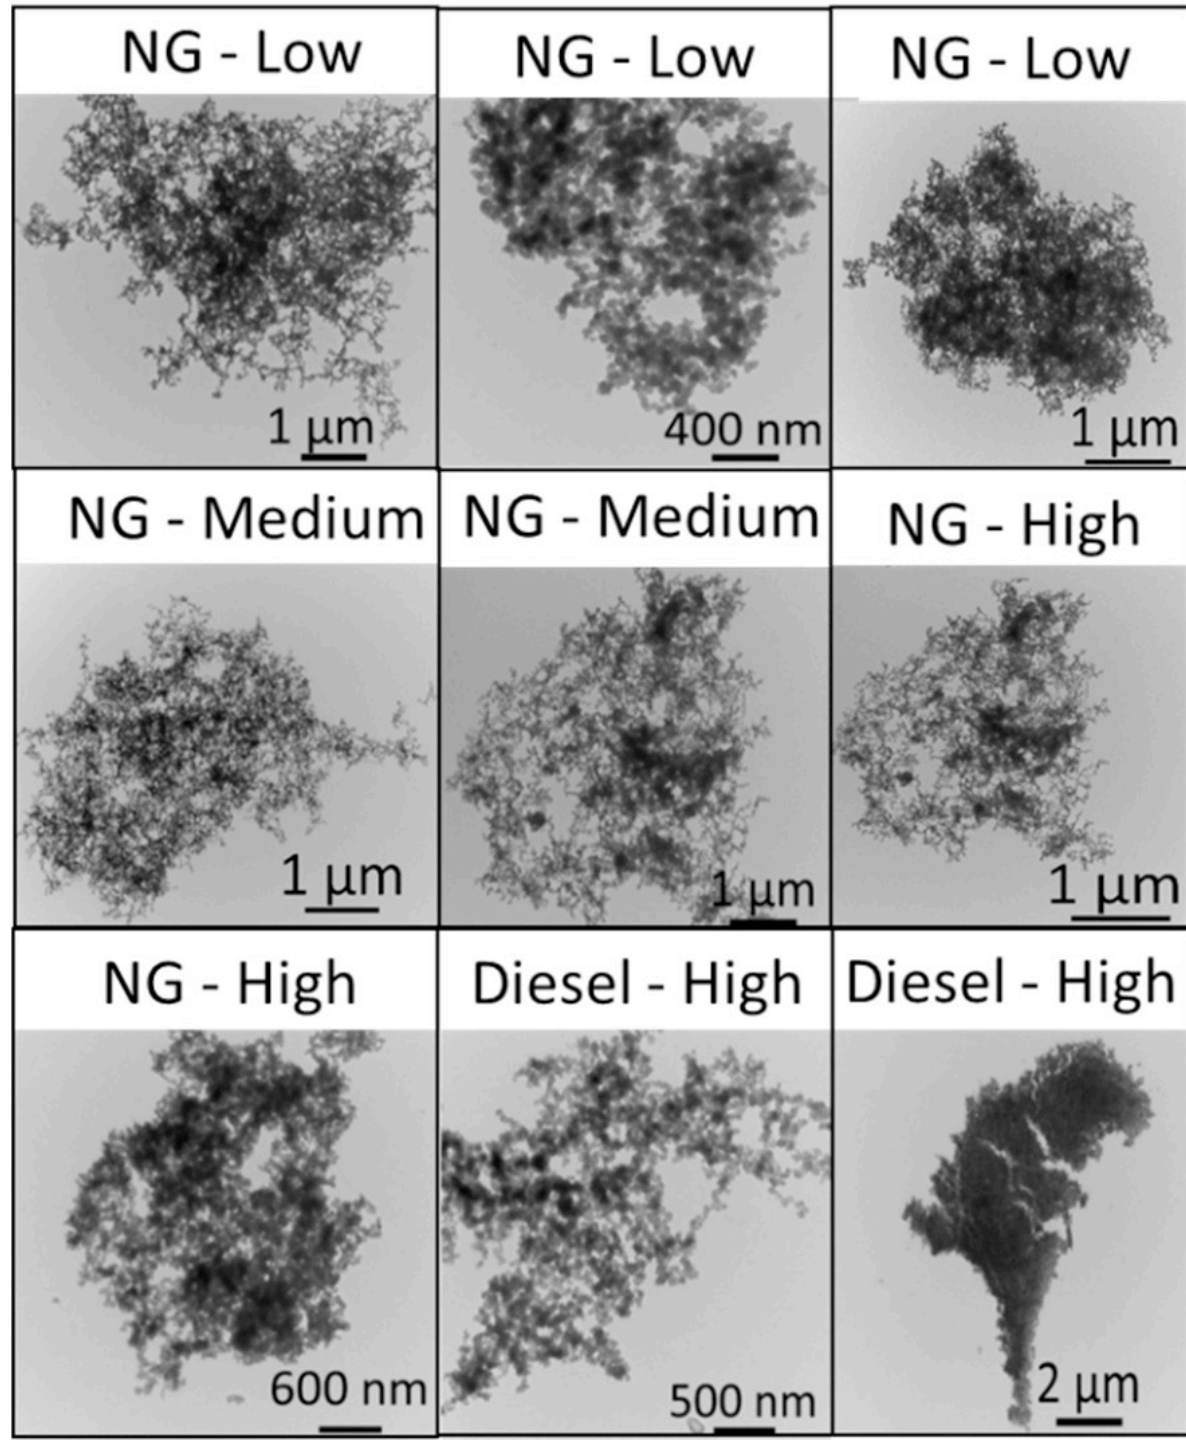 NG - Low
1 μm
NG - Low
400 nm
NG - Low
1 μm
NG - Medium
1 μm
NG - Medium
1 μm
NG - High
1 μm
NG - High
600 nm
Diesel - High
500 nm
Diesel - High
2 μm